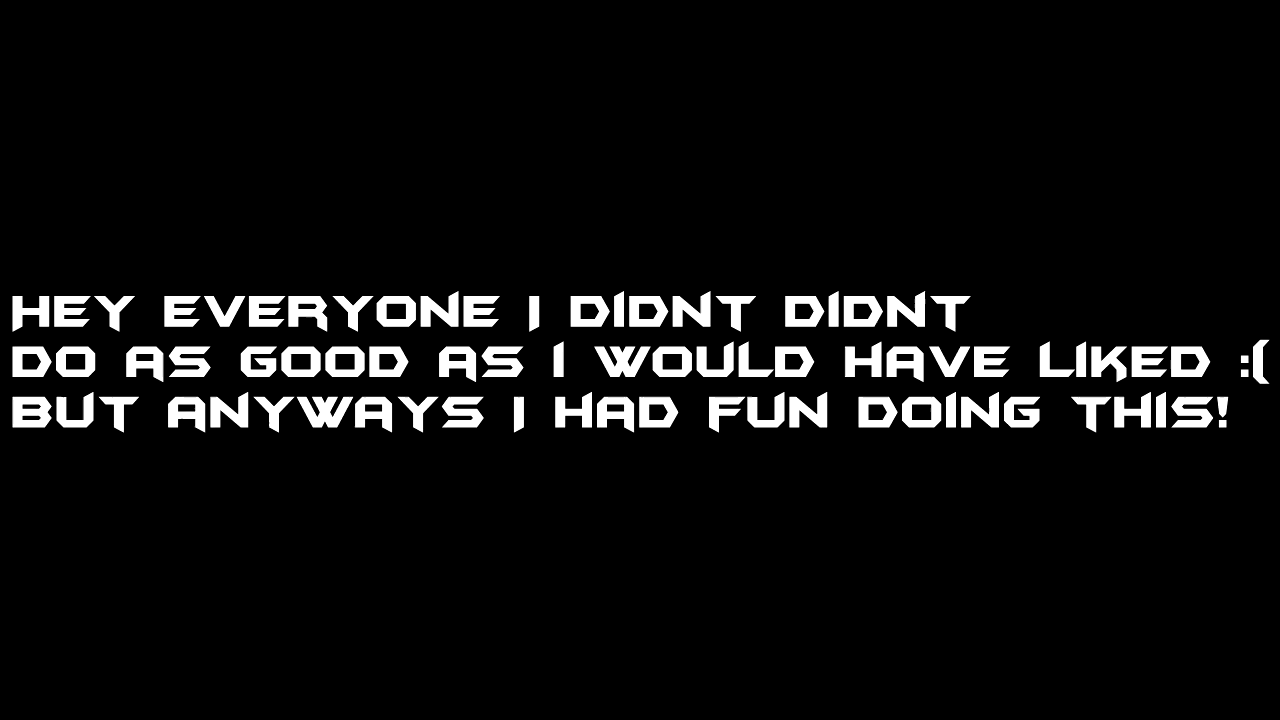 HEY EVERYONE I DIDNT DIDNT
DO AS GOOD AS I WOULD HAVE LIKED :(
BUT ANYWAYS I HAD FUN DOING THIS!